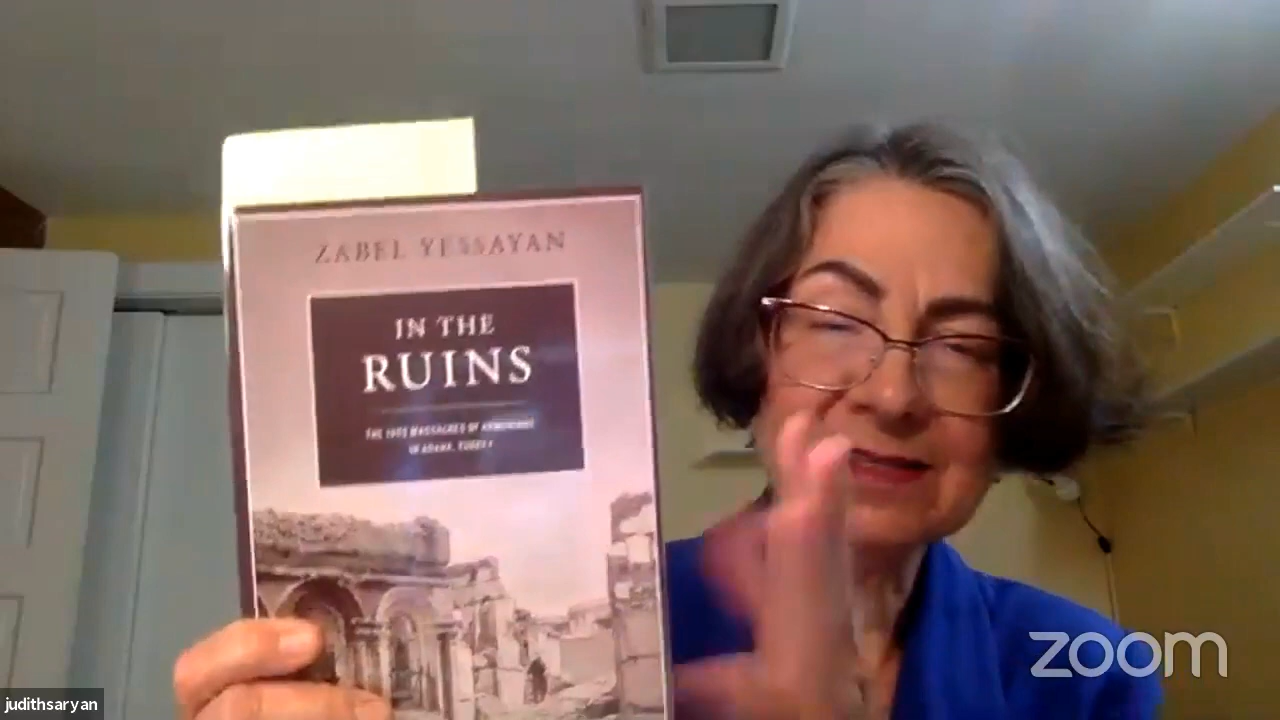 ZABEL YESSAYAN
IN THE
RUINS
THE 1909 MASSACRES OF ARMENIANS
IN ADANA, TURKEY
zoom
judithsaryan